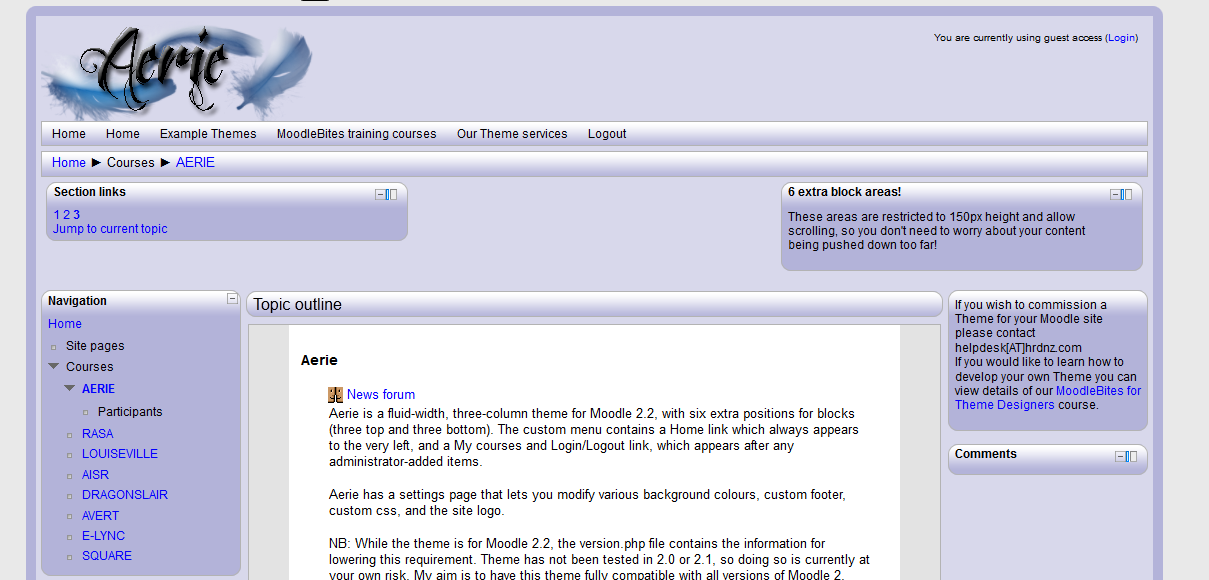 Aerie
You are currently using guest access (Login)
Home Home Example Themes MoodleBites training courses Our Theme services Logout
Home ► Courses ► AERIE
Section links
1 2 3
Jump to current topic
6 extra block areas!
These areas are restricted to 150px height and allow
scrolling, so you don't need to worry about your content
being pushed down too far!
Navigation
Home
Site pages
Courses
AERIE
Participants
RASA
LOUISEVILLE
AISR
DRAGONSLAIR
AVERT
E-LYNC
SQUARE
Topic outline
Aerie
News forum
Aerie is a fluid-width, three-column theme for Moodle 2.2, with six extra positions for blocks
(three top and three bottom). The custom menu contains a Home link which always appears
to the very left, and a My courses and Login/Logout link, which appears after any
administrator-added items.
Aerie has a settings page that lets you modify various background colours, custom footer,
custom css, and the site logo.
NB: While the theme is for Moodle 2.2, the version.php file contains the information for
lowering this requirement. Theme has not been tested in 2.0 or 2.1, so doing so is currently at
your own risk. My aim is to have this theme fully compatible with all versions of Moodle 2.
If you wish to commission a
Theme for your Moodle site
please contact
helpdesk[AT]hrdnz.com
If you would like to learn how to
develop your own Theme you can
view details of our MoodleBites for
Theme Designers course.
Comments